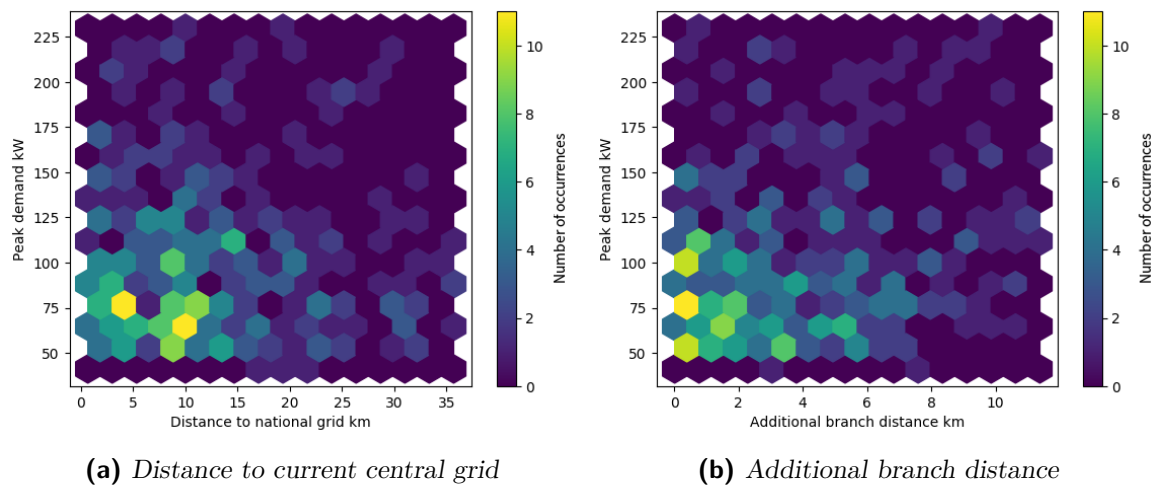 225
200
175
150
125
100
75
50
Peak demand kW
0 5 10 15 20 25 30 35
Distance to national grid km
10
8
6
4
2
0
Number of occurrences
(a) Distance to current central grid
225
200
175
150
125
100
75
50
Peak demand kW
0 2 4 6 8 10
Additional branch distance km
10
8
6
4
2
0
Number of occurrences
(b) Additional branch distance